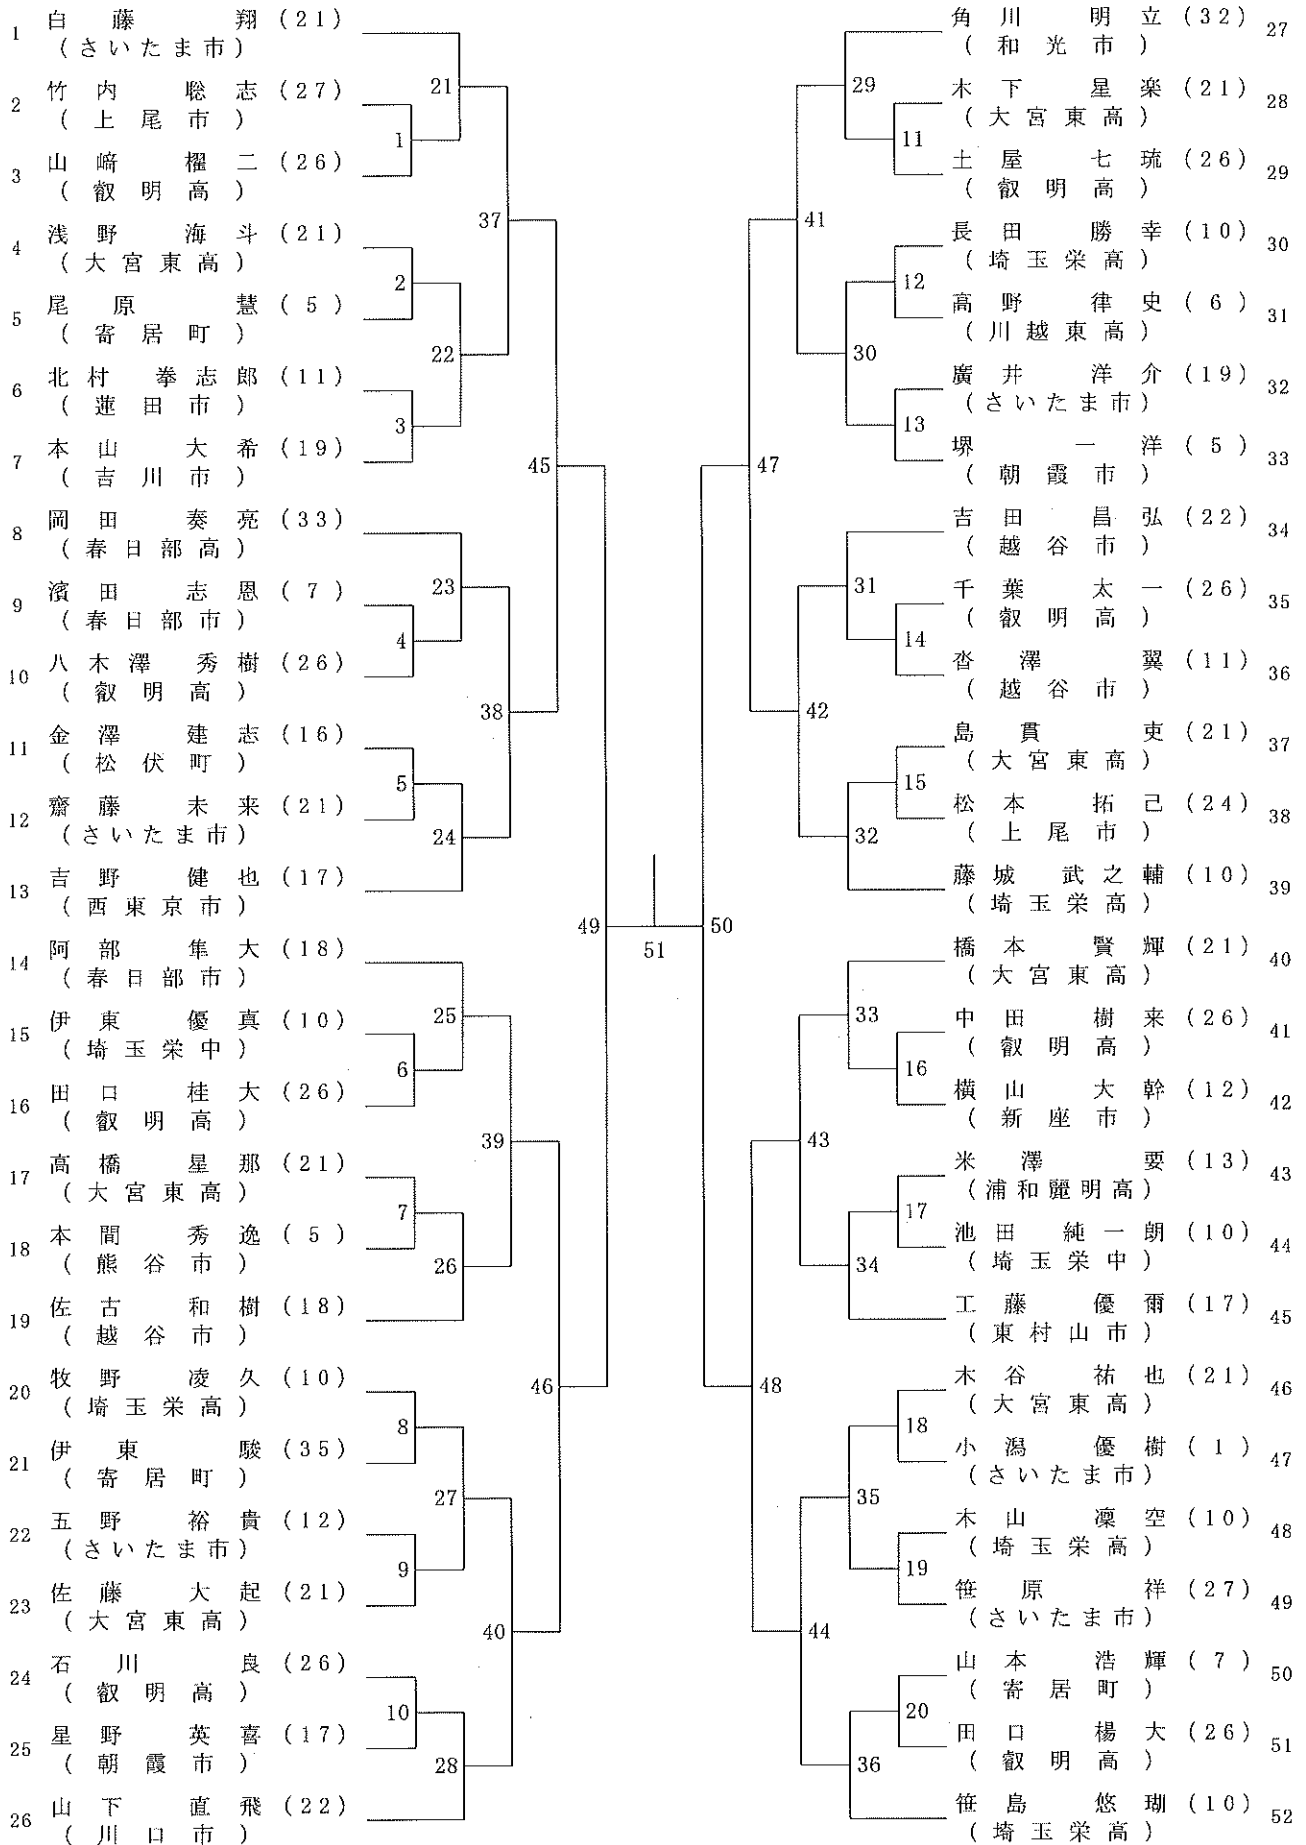 1 白藤 翔 (21)
(さいたま市)
2 竹内 聡志 (27)
(上尾市)
3 山﨑 櫂二 (26)
(叡明高)
4 浅野 海斗 (21)
(大宮東高)
5 尾原 慧 (5)
(寄居町)
6 北村 拳志郎 (11)
(蓮田市)
7 本山 大希 (19)
(吉川市)
8 岡田 奏亮 (33)
(春日部高)
9 濱田 志恩 (7)
(春日部市)
10 八木澤 秀樹 (26)
(叡明高)
11 金澤 建志 (16)
(松伏町)
12 齋藤 未来 (21)
(さいたま市)
13 吉野 健也 (17)
(西東京市)
14 阿部 隼大 (18)
(春日部市)
15 伊東 優真 (10)
(埼玉栄中)
16 田口 桂大 (26)
(叡明高)
17 高橋 星那 (21)
(大宮東高)
18 本間 秀逸 (5)
(熊谷市)
19 佐古 和樹 (18)
(越谷市)
20 牧野 凌久 (10)
(埼玉栄高)
21 伊東 駿 (35)
(寄居町)
22 五野 裕貴 (12)
(さいたま市)
23 佐藤 大起 (21)
(大宮東高)
24 石川 良 (26)
(叡明高)
25 星野 英喜 (17)
(朝霞市)
26 山下 直飛 (22)
(川口市)
21
1
37
2
22
3
45
23
4
38
5
24
49
25
6
39
7
26
46
8
27
9
40
10
28
51
50
29
11
41
12
30
13
47
31
14
42
15
32
33
16
43
17
34
48
18
35
19
44
20
36
角川 明立 (32) 27
(和光市)
木下 星楽 (21) 28
(大宮東高)
土屋 七琉 (26) 29
(叡明高)
長田 勝幸 (10) 30
(埼玉栄高)
高野 律史 (6) 31
(川越東高)
廣井 洋介 (19) 32
(さいたま市)
堺 一洋 (5) 33
(朝霞市)
吉田 昌弘 (22) 34
(越谷市)
千葉 太一 (26) 35
(叡明高)
沓澤 翼 (11) 36
(越谷市)
島貫 吏 (21) 37
(大宮東高)
松本 拓己 (24) 38
(上尾市)
藤城 武之輔 (10) 39
(埼玉栄高)
橋本 賢輝 (21) 40
(大宮東高)
中田 樹来 (26) 41
(叡明高)
横山 大幹 (12) 42
(新座市)
米澤 要 (13) 43
(浦和麗明高)
池田 純一朗 (10) 44
(埼玉栄中)
工藤 優爾 (17) 45
(東村山市)
木谷 祐也 (21) 46
(大宮東高)
小潟 優樹 (1) 47
(さいたま市)
木山 凜空 (10) 48
(埼玉栄高)
笹原 祥 (27) 49
(さいたま市)
山本 浩輝 (7) 50
(寄居町)
田口 楊大 (26) 51
(叡明高)
笹島 悠瑚 (10) 52
(埼玉栄高)